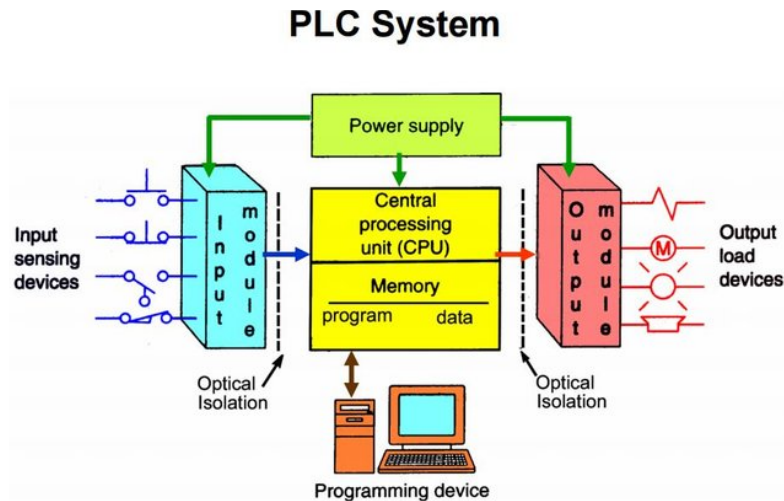 PLC System
Power supply
Input
sensing
devices
Input
module
Central
processing
unit (CPU)
Memory
program data
Output
module
M
Output
load
devices
Optical
Isolation
Optical
Isolation
Programming device